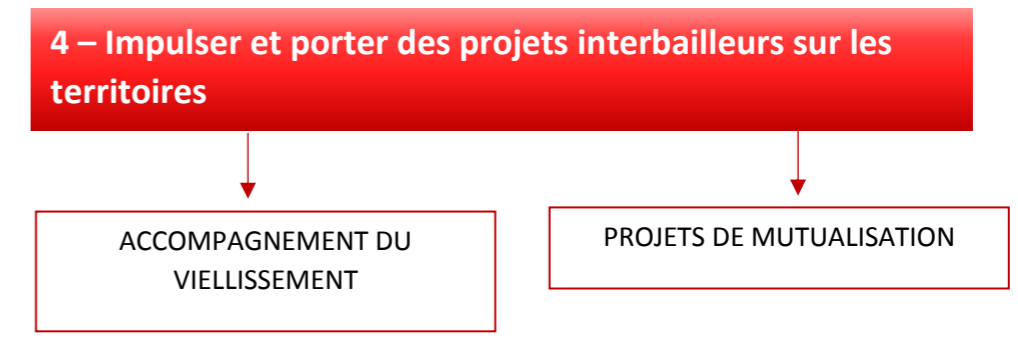 4 – Impulser et porter des projets interbailleurs sur les
territoires
ACCOMPAGNEMENT DU
VIELLISSEMENT
PROJETS DE MUTUALISATION